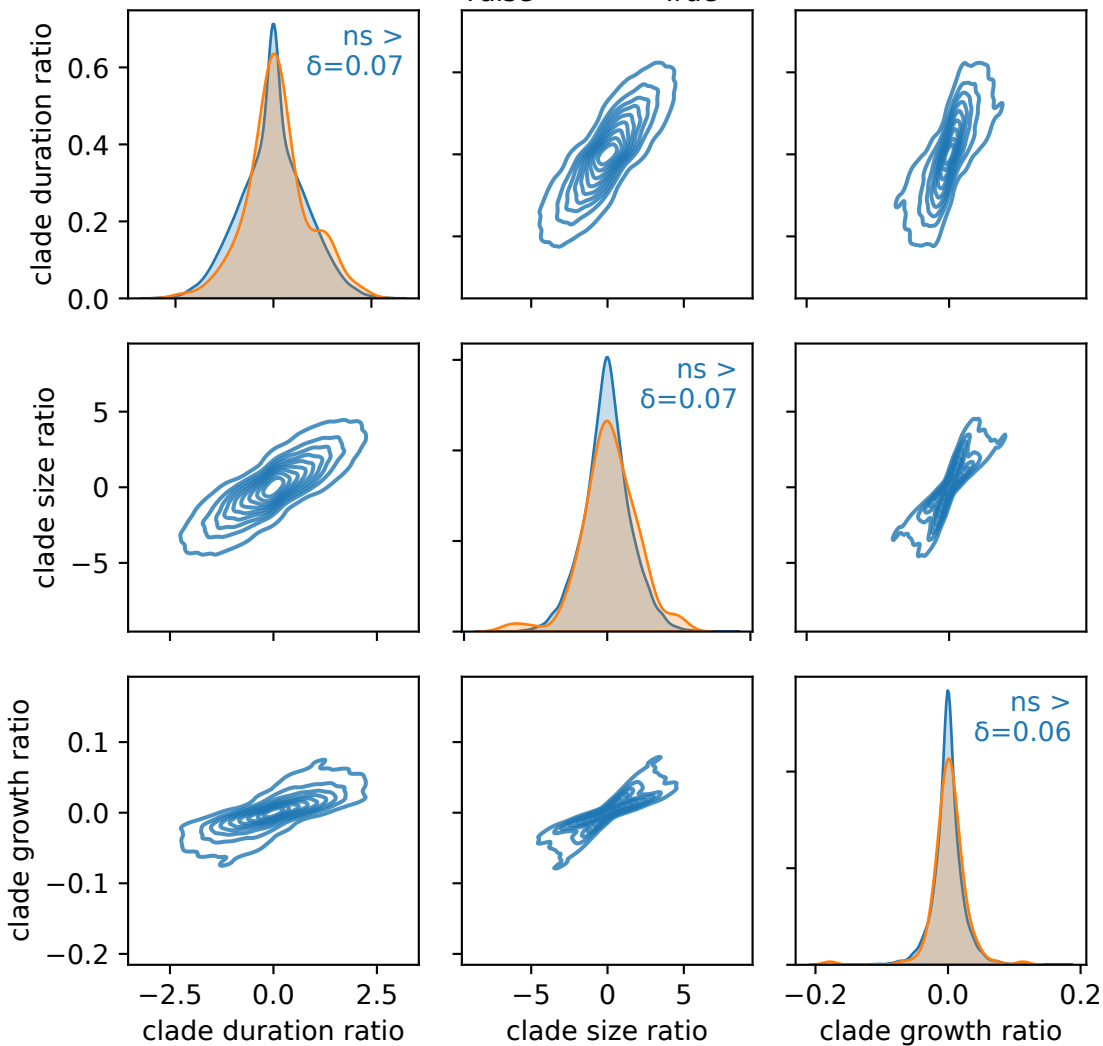 False True
clade duration ratio
0.6
0.4
0.2
0.0
ns >
δ=0.07
clade size ratio
5
0
−5
ns >
δ=0.07
clade growth ratio
0.1
0.0
−0.1
−0.2
ns >
δ=0.06
−2.5 0.0 2.5
−5 0 5
−0.2 0.0 0.2
clade duration ratio
clade size ratio
clade growth ratio